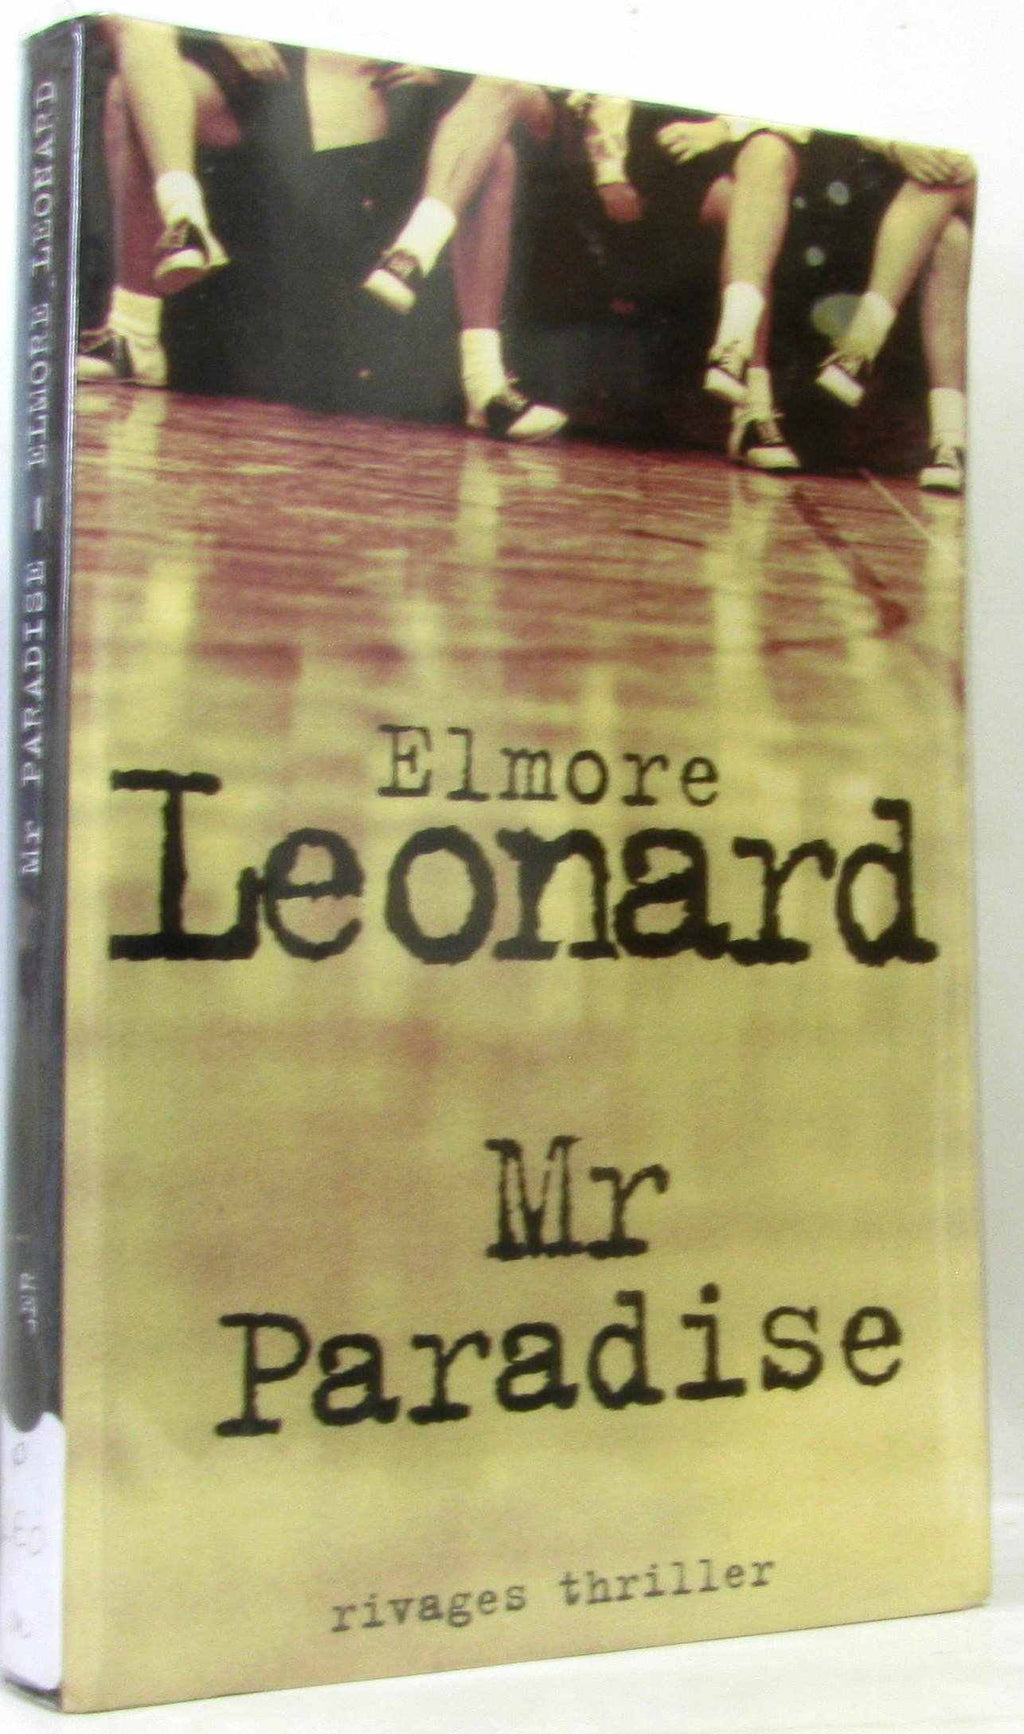 Mr PARADISE — ELMORE LEONARD
Elmore
Leonard
Mr
Paradise
rivages thriller